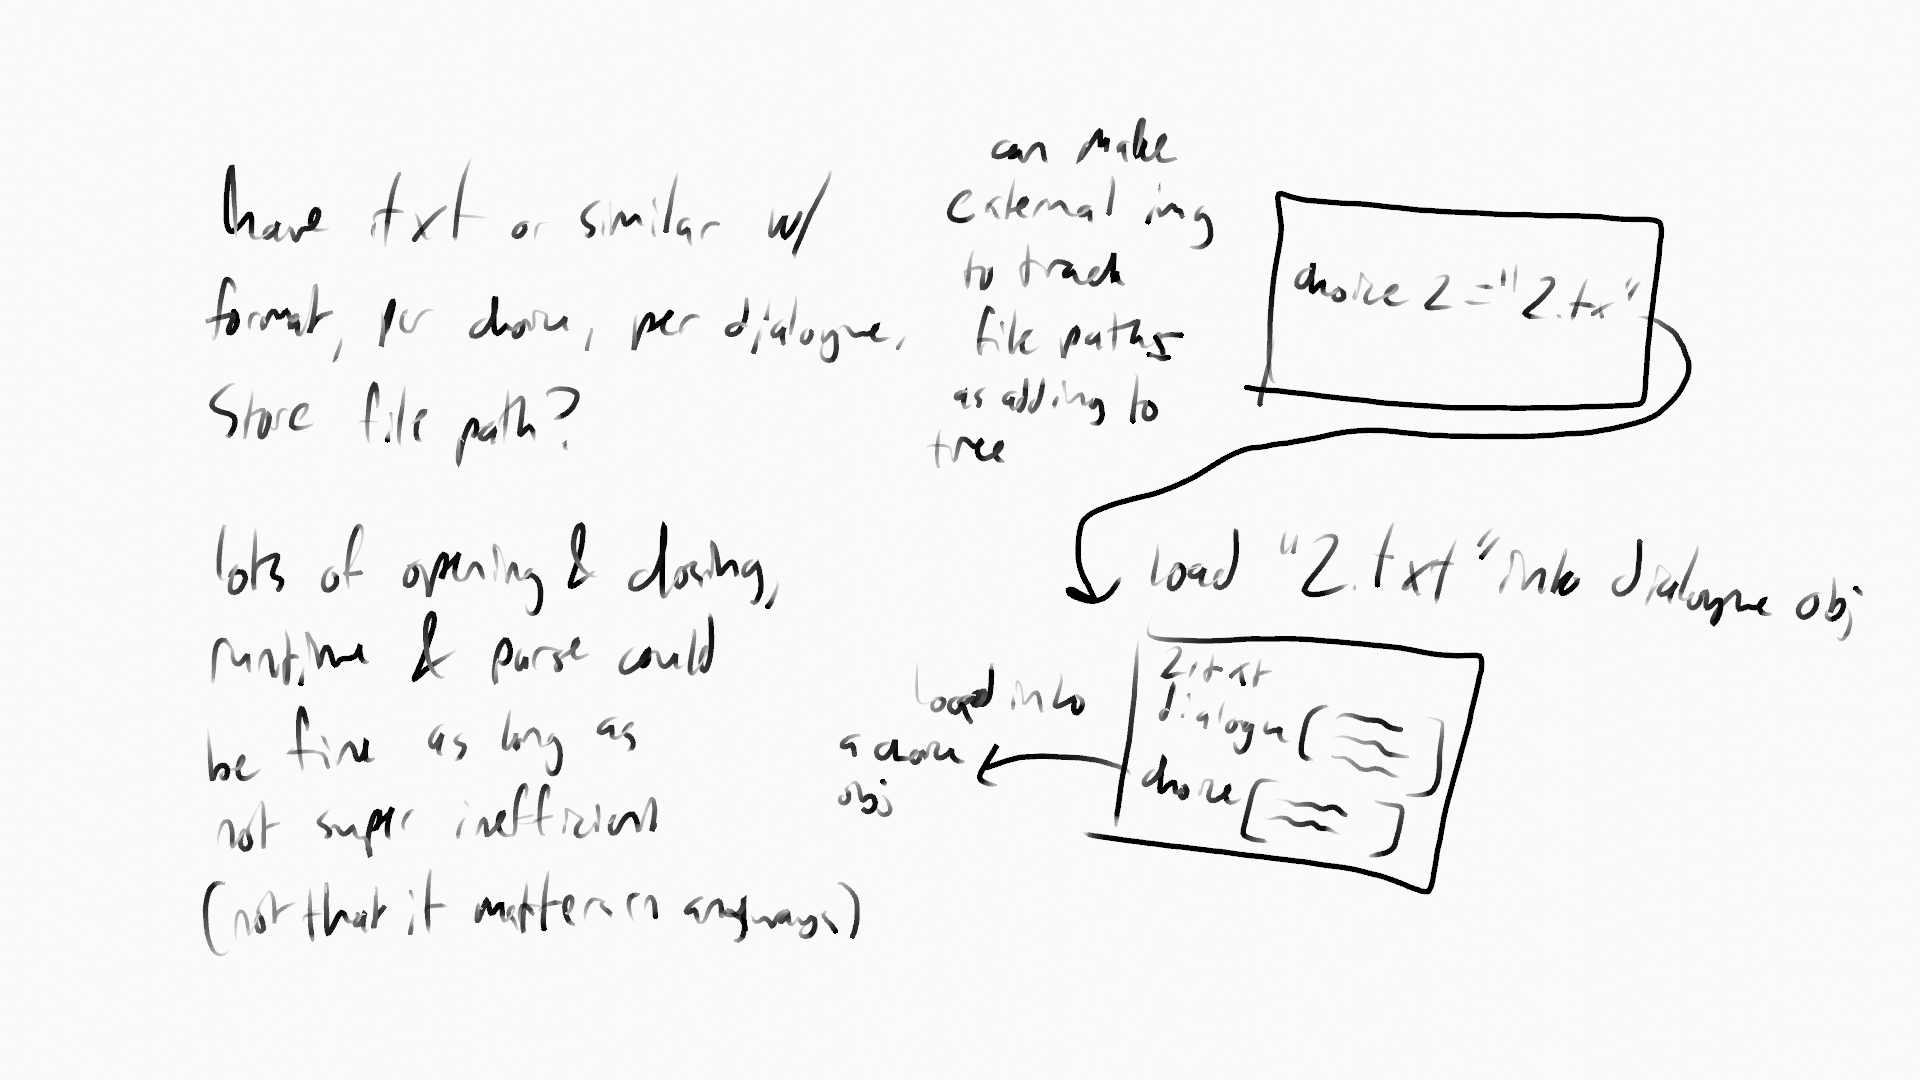 have txt or similar w/
format, per choice, per dialogue.
Store file path?
lots of opening & closing,
runtime & parse could
be fine as long as
not super inefficient
(not that it matters anyways)
can make
external img
to track
file paths
as adding to
tree
choice 2 = "2.tx"
load "2.txt" into dialogue obj
2.txt
dialogue [
]
choice [ ]
load into
a choice
obj